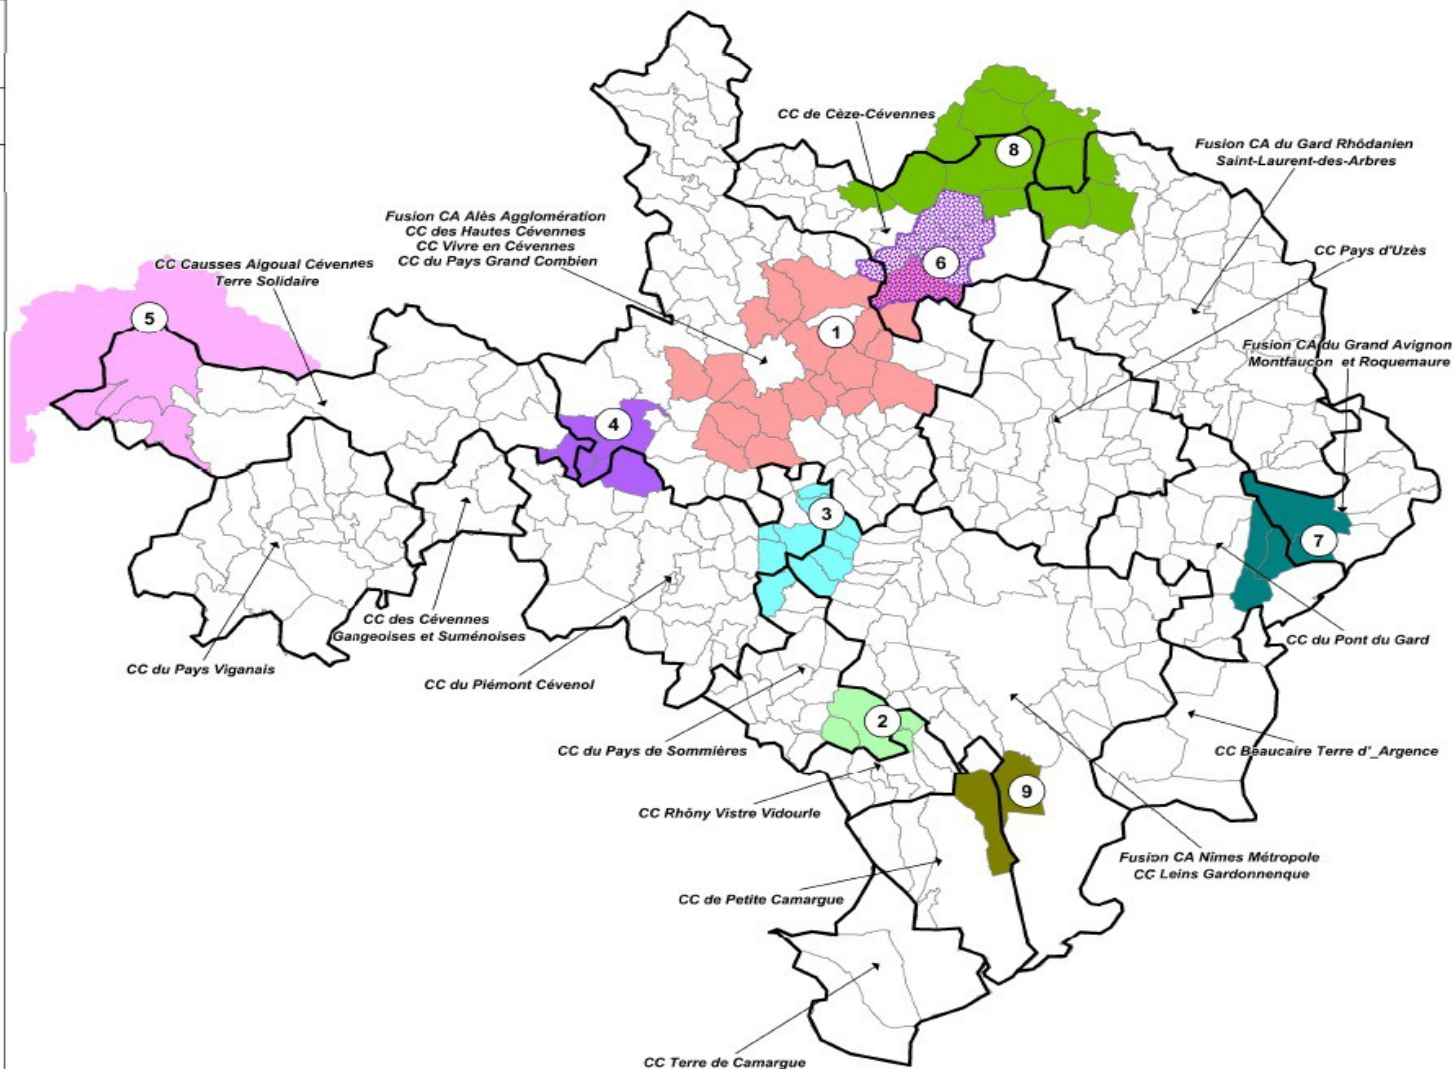 CC de Cèze-Cévennes
8
Fusion CA du Gard Rhôdanien
Saint-Laurent-des-Arbres
Fusion CA Alès Agglomération
CC des Hautes Cévennes
CC Vivre en Cévennes
CC du Pays Grand Combien
CC Pays d'Uzès
CC Causses Aigoual Cévennes
Terre Solidaire
6
5
1
Fusion CA du Grand Avignon
Montfaucon et Roquemaure
4
3
7
CC des Cévennes
Gangeoises et Suménoises
CC du Pont du Gard
CC du Pays Viganais
CC du Piémont Cévenol
2
CC du Pays de Sommières
CC Beaucaire Terre d'_Argence
9
CC Rhôny Vistre Vidourle
Fusion CA Nîmes Métropole
CC Leins Gardonnenque
CC de Petite Camargue
CC Terre de Camargue